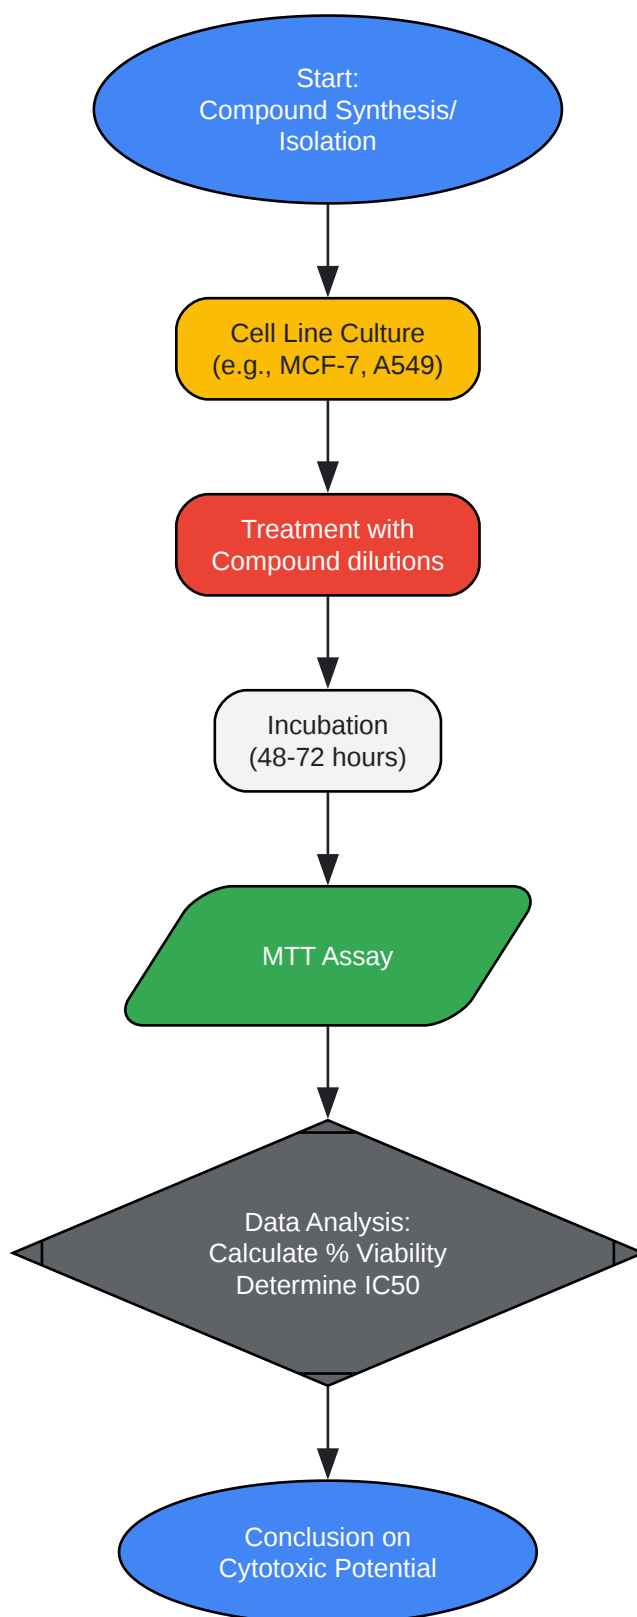 Start:
Compound Synthesis/
Isolation
Cell Line Culture
(e.g., MCF-7, A549)
Treatment with
Compound dilutions
Incubation
(48-72 hours)
MTT Assay
Data Analysis:
Calculate % Viability
Determine IC50
Conclusion on
Cytotoxic Potential